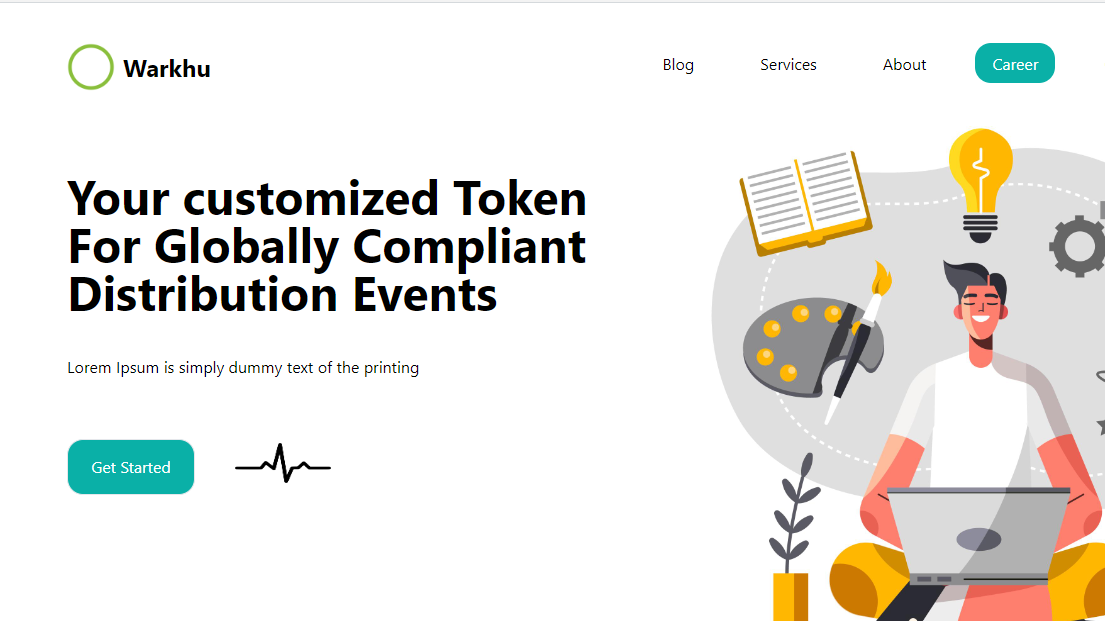 Warkhu
Blog
Services
About
Career
Your customized Token
For Globally Compliant
Distribution Events
Lorem Ipsum is simply dummy text of the printing
Get Started